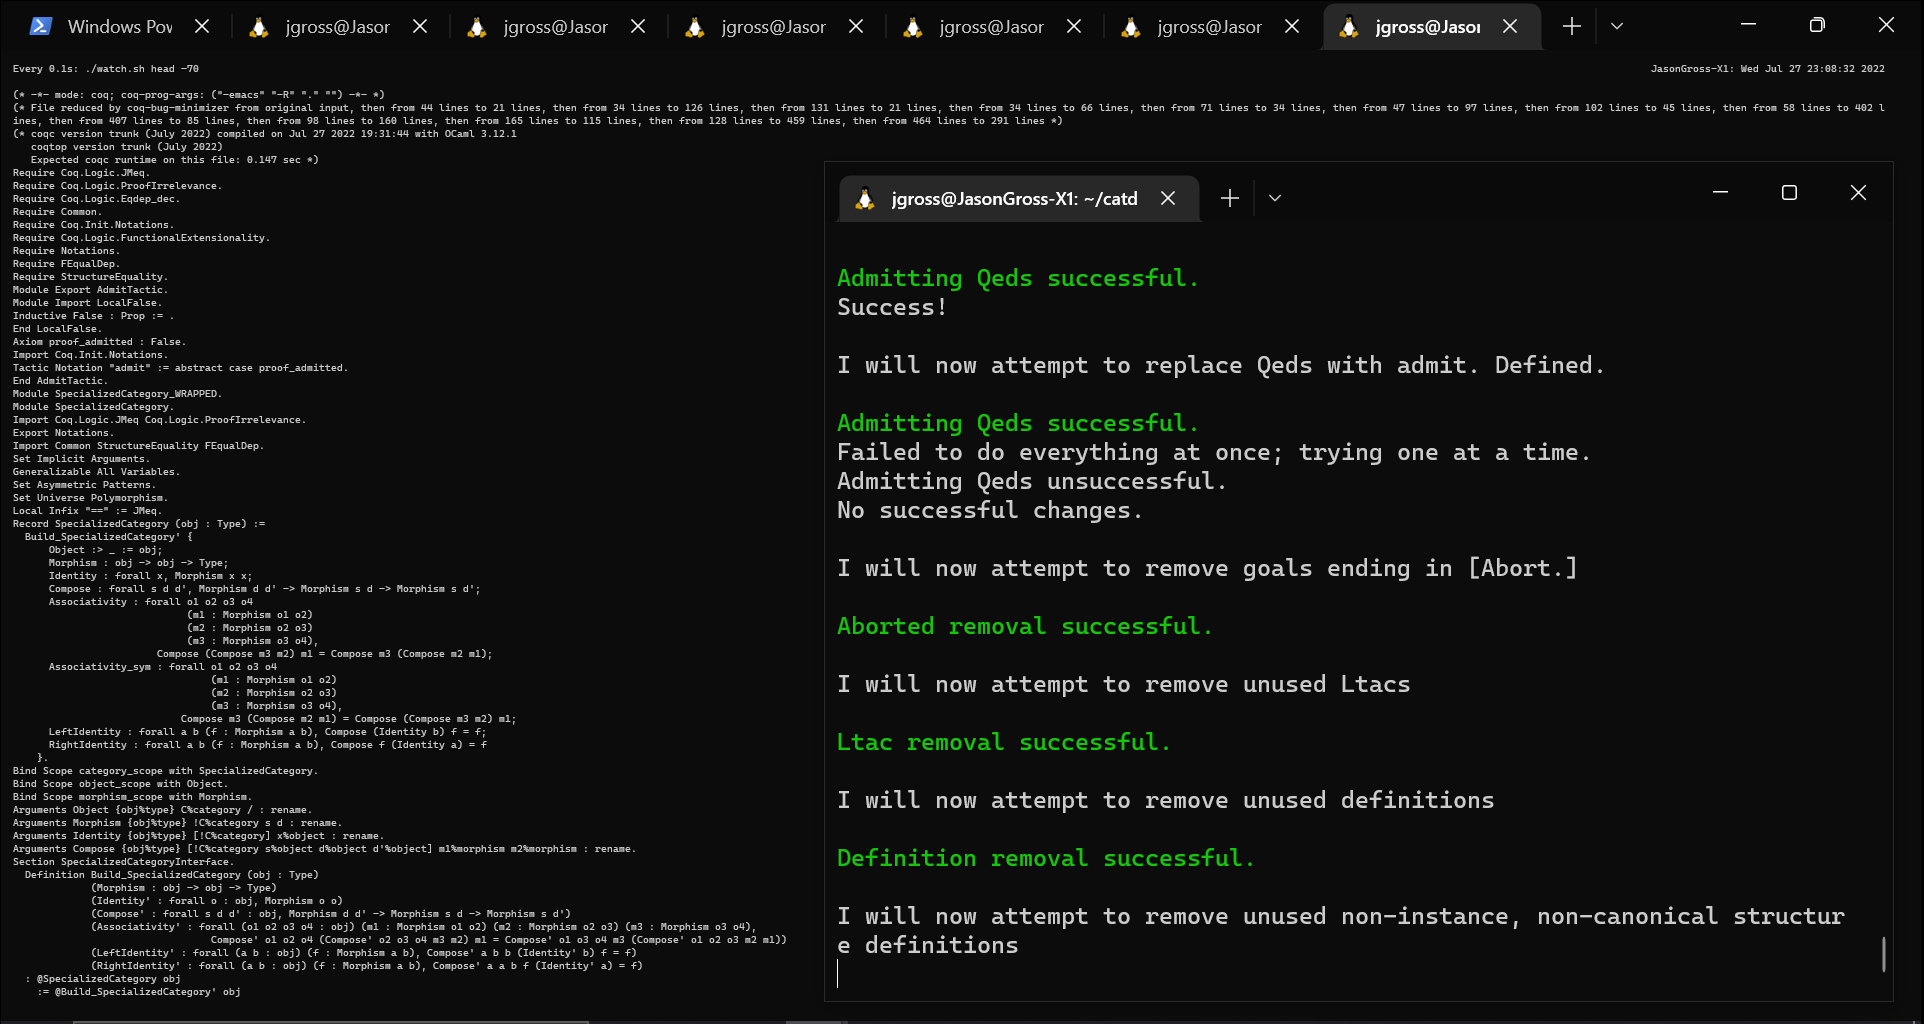 Windows Pow
jgross@Jasor
jgross@Jasor
jgross@Jasor
jgross@Jasor
jgross@Jasor
jgross@Jasor
Every 0.1s: ./watch.sh head -70
JasonGross-X1: Wed Jul 27 23:08:32 2022
(* -*- mode: coq; coq-prog-args: ("-emacs" "-R" "." "") -*- *)
(* File reduced by coq-bug-minimizer from original input, then from 44 lines to 21 lines, then from 34 lines to 126 lines, then from 131 lines to 21 lines, then from 34 lines to 66 lines, then from 71 lines to 34 lines, then from 47 lines to 97 lines, then from 102 lines to 45 lines, then from 58 lines to 402 l
ines, then from 407 lines to 85 lines, then from 98 lines to 160 lines, then from 165 lines to 115 lines, then from 128 lines to 459 lines, then from 464 lines to 291 lines *)
(* coqc version trunk (July 2022) compiled on Jul 27 2022 19:31:44 with OCaml 3.12.1
   coqtop version trunk (July 2022)
   Expected coqc runtime on this file: 0.147 sec *)
Require Coq.Logic.JMeq.
Require Coq.Logic.ProofIrrelevance.
Require Coq.Logic.Eqdep_dec.
Require Common.
Require Coq.Init.Notations.
Require Coq.Logic.FunctionalExtensionality.
Require Notations.
Require FEqualDep.
Require StructureEquality.
Module Export AdmitTactic.
Module Import LocalFalse.
Inductive False : Prop := .
End LocalFalse.
Axiom proof_admitted : False.
Import Coq.Init.Notations.
Tactic Notation "admit" := abstract case proof_admitted.
End AdmitTactic.
Module SpecializedCategory_WRAPPED.
Module SpecializedCategory.
Import Coq.Logic.JMeq Coq.Logic.ProofIrrelevance.
Export Notations.
Import Common StructureEquality FEqualDep.
Set Implicit Arguments.
Generalizable All Variables.
Set Asymmetric Patterns.
Set Universe Polymorphism.
Local Infix "==" := JMeq.
Record SpecializedCategory (obj : Type) :=
  Build_SpecializedCategory' {
      Object :> _ := obj;
      Morphism : obj -> obj -> Type;
      Identity : forall x, Morphism x x;
      Compose : forall s d d', Morphism d d' -> Morphism s d -> Morphism s d';
      Associativity : forall o1 o2 o3 o4
                             (m1 : Morphism o1 o2)
                             (m2 : Morphism o2 o3)
                             (m3 : Morphism o3 o4),
                        Compose (Compose m3 m2) m1 = Compose m3 (Compose m2 m1);
      Associativity_sym : forall o1 o2 o3 o4
                                 (m1 : Morphism o1 o2)
                                 (m2 : Morphism o2 o3)
                                 (m3 : Morphism o3 o4),
                            Compose m3 (Compose m2 m1) = Compose (Compose m3 m2) m1;
      LeftIdentity : forall a b (f : Morphism a b), Compose (Identity b) f = f;
      RightIdentity : forall a b (f : Morphism a b), Compose f (Identity a) = f
    }.
Bind Scope category_scope with SpecializedCategory.
Bind Scope object_scope with Object.
Bind Scope morphism_scope with Morphism.
Arguments Object {obj%type} C%category / : rename.
Arguments Morphism {obj%type} !C%category s d : rename.
Arguments Identity {obj%type} [!C%category] x%object : rename.
Arguments Compose {obj%type} [!C%category s%object d%object d'%object] m1%morphism m2%morphism : rename.
Section SpecializedCategoryInterface.
  Definition Build_SpecializedCategory (obj : Type)
             (Morphism : obj -> obj -> Type)
             (Identity' : forall o : obj, Morphism o o)
             (Compose' : forall s d d' : obj, Morphism d d' -> Morphism s d -> Morphism s d')
             (Associativity' : forall (o1 o2 o3 o4 : obj) (m1 : Morphism o1 o2) (m2 : Morphism o2 o3) (m3 : Morphism o3 o4),
                                 Compose' o1 o2 o4 (Compose' o2 o3 o4 m3 m2) m1 = Compose' o1 o3 o4 m3 (Compose' o1 o2 o3 m2 m1))
             (LeftIdentity' : forall (a b : obj) (f : Morphism a b), Compose' a b b (Identity' b) f = f)
             (RightIdentity' : forall (a b : obj) (f : Morphism a b), Compose' a a b f (Identity' a) = f)
  : @SpecializedCategory obj
    := @Build_SpecializedCategory' obj
jgross@JasonGross-X1: ~/catd
Admitting Qeds successful.
Success!
I will now attempt to replace Qeds with admit. Defined.
Admitting Qeds successful.
Failed to do everything at once; trying one at a time.
Admitting Qeds unsuccessful.
No successful changes.
I will now attempt to remove goals ending in [Abort.]
Aborted removal successful.
I will now attempt to remove unused Ltacs
Ltac removal successful.
I will now attempt to remove unused definitions
Definition removal successful.
I will now attempt to remove unused non-instance, non-canonical structur
e definitions